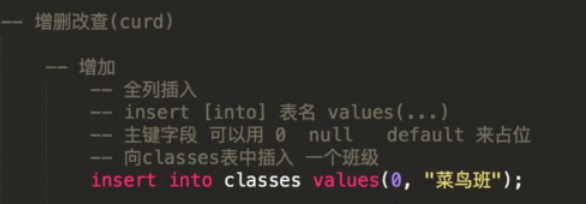 -- 增删改查(curd)
-- 增加
-- 全列插入
-- insert [into] 表名 values(...)
-- 主键字段 可以用 0 null default 来占位
-- 向classes表中插入 一个班级
insert into classes values(0, "菜鸟班");